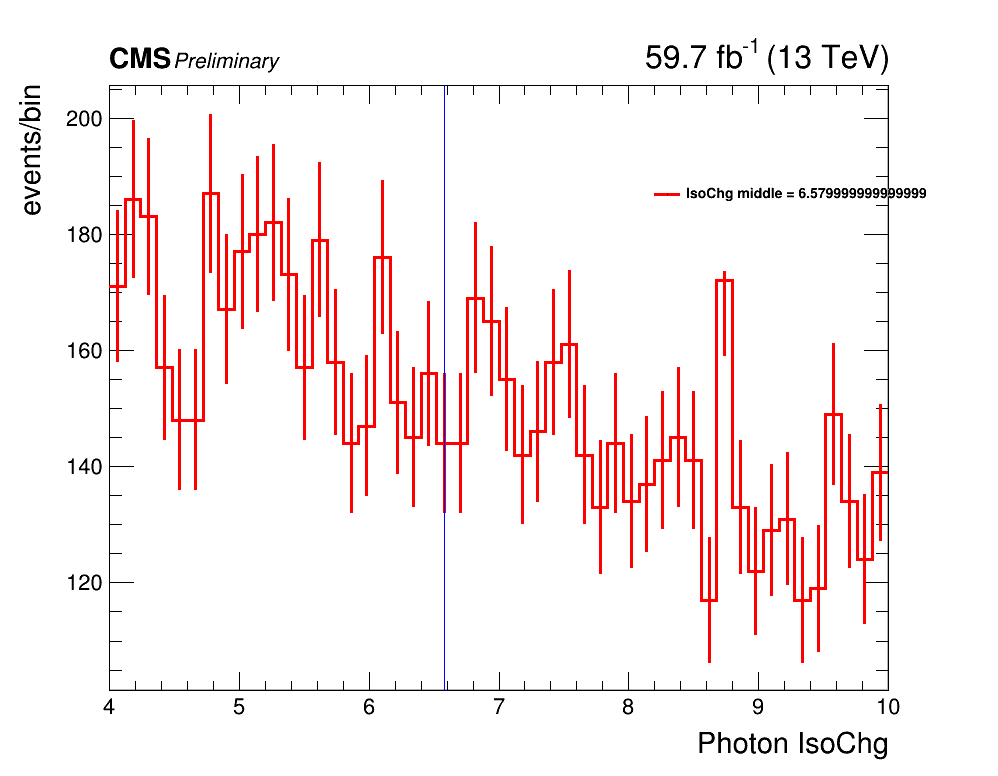 CMS Preliminary 59.7 fb⁻¹ (13 TeV)
events/bin
200
180
160
140
120
IsoChg middle = 6.579999999999999
4 5 6 7 8 9 10
Photon IsoChg